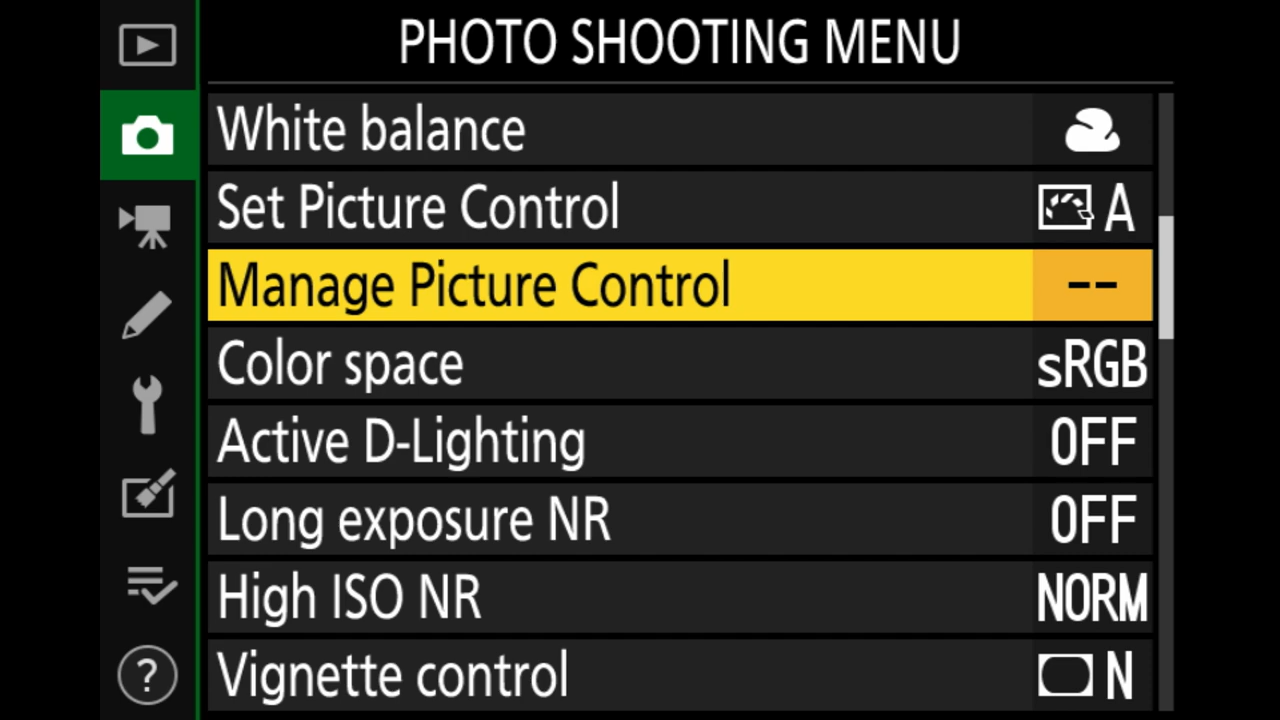 PHOTO SHOOTING MENU
White balance
Set Picture Control A
Manage Picture Control --
Color space sRGB
Active D-Lighting OFF
Long exposure NR OFF
High ISO NR NORM
Vignette control N
?